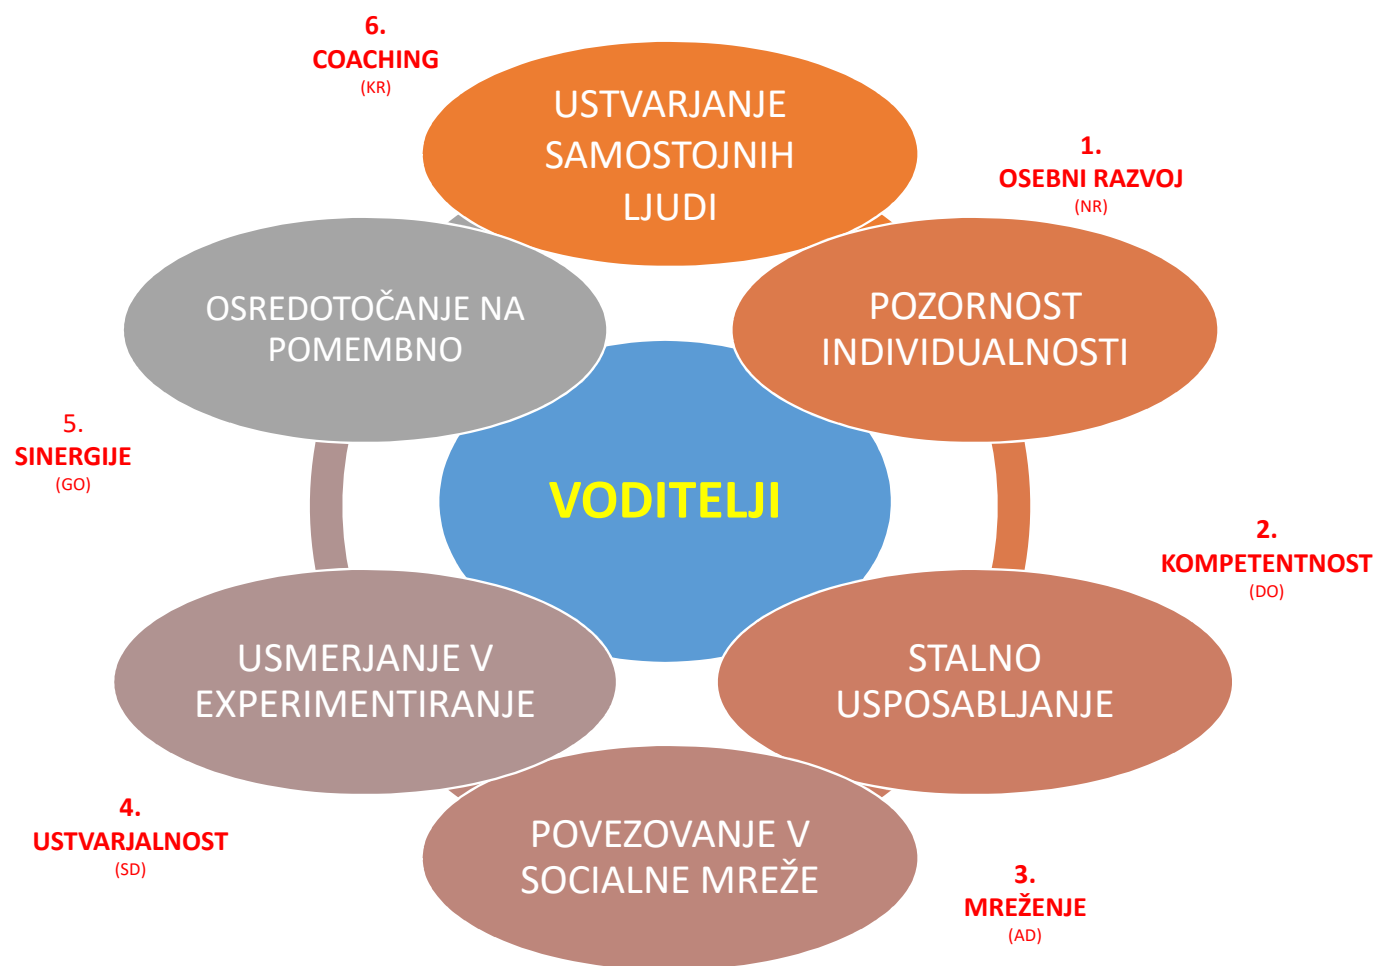 6.
COACHING
(KR)
USTVARJANJE
SAMOSTOJNIH
LJUDI
1.
OSEBNI RAZVOJ
(NR)
POZORNOST
INDIVIDUALNOSTI
OSREDOTOČANJE NA
POMEMBNO
5.
SINERGIJE
(GO)
VODITELJI
2.
KOMPETENTNOST
(DO)
STALNO
USPOSABLJANJE
USMERJANJE V
EXPERIMENTIRANJE
4.
USTVARJALNOST
(SD)
POVEZOVANJE V
SOCIALNE MREŽE
3.
MREŽENJE
(AD)